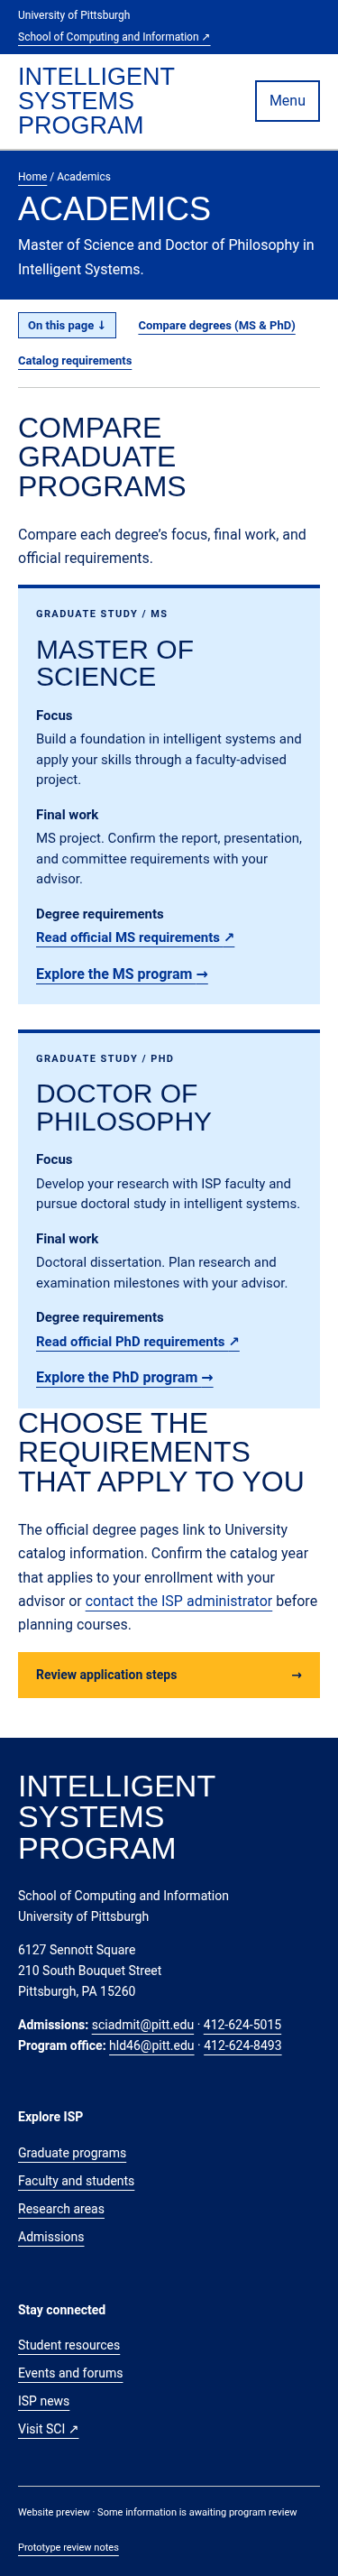 University of Pittsburgh
School of Computing and Information ↗
INTELLIGENT
SYSTEMS
PROGRAM
Menu
Home / Academics
ACADEMICS
Master of Science and Doctor of Philosophy in
Intelligent Systems.
On this page ↓
Compare degrees (MS & PhD)
Catalog requirements
COMPARE
GRADUATE
PROGRAMS
Compare each degree’s focus, final work, and
official requirements.
GRADUATE STUDY / MS
MASTER OF
SCIENCE
Focus
Build a foundation in intelligent systems and
apply your skills through a faculty-advised
project.
Final work
MS project. Confirm the report, presentation,
and committee requirements with your
advisor.
Degree requirements
Read official MS requirements ↗
Explore the MS program →
GRADUATE STUDY / PHD
DOCTOR OF
PHILOSOPHY
Focus
Develop your research with ISP faculty and
pursue doctoral study in intelligent systems.
Final work
Doctoral dissertation. Plan research and
examination milestones with your advisor.
Degree requirements
Read official PhD requirements ↗
Explore the PhD program →
CHOOSE THE
REQUIREMENTS
THAT APPLY TO YOU
The official degree pages link to University
catalog information. Confirm the catalog year
that applies to your enrollment with your
advisor or contact the ISP administrator before
planning courses.
Review application steps →
INTELLIGENT
SYSTEMS
PROGRAM
School of Computing and Information
University of Pittsburgh
6127 Sennott Square
210 South Bouquet Street
Pittsburgh, PA 15260
Admissions: sciadmit@pitt.edu · 412-624-5015
Program office: hld46@pitt.edu · 412-624-8493
Explore ISP
Graduate programs
Faculty and students
Research areas
Admissions
Stay connected
Student resources
Events and forums
ISP news
Visit SCI ↗
Website preview · Some information is awaiting program review
Prototype review notes